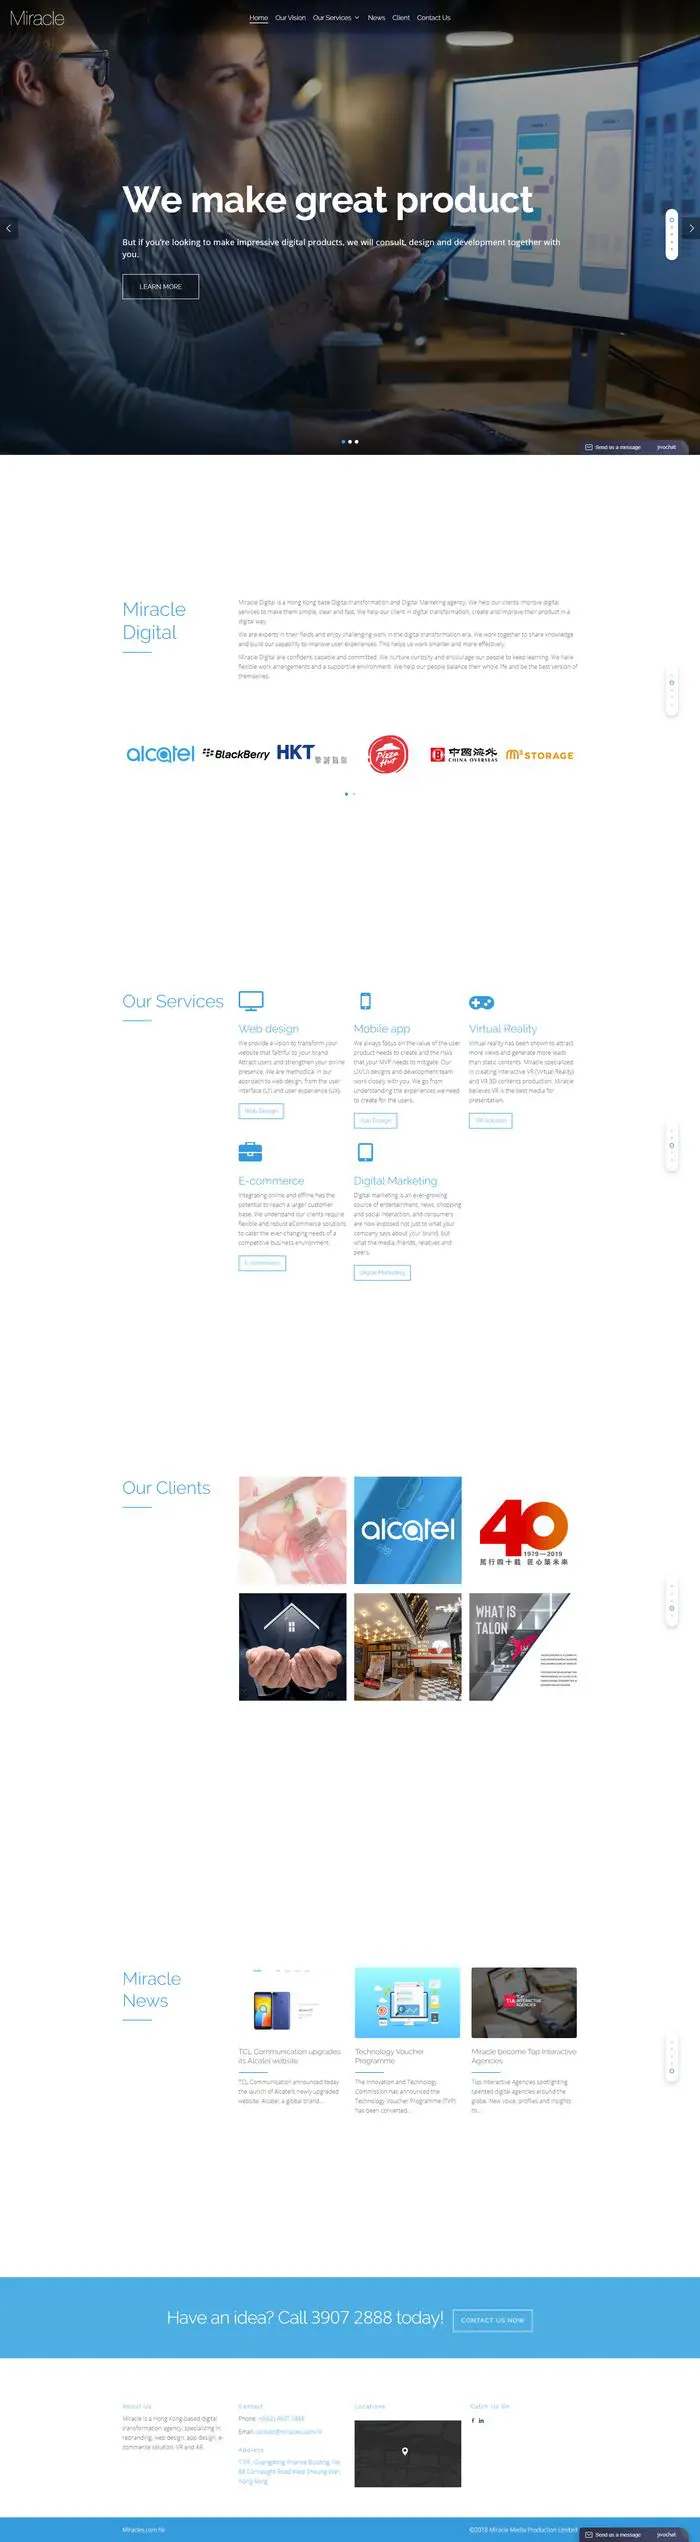 Miracle
Home Our Vision Our Services News Client Contact Us
We make great product
But if you're looking to make impressive digital products, we will consult, design and development together with
you.
LEARN MORE
Send us a message jivochat
Miracle
Digital
Miracle Digital is a Hong Kong base Digital transformation and Digital Marketing agency. We help our clients improve digital
services to make them simple, clear and fast. We help our client in digital transformation, create and improve their product in a
digital way.
We are experts in their fields and enjoy challenging work in the digital transformation era. We work together to share knowledge
and build our capability to improve user experiences. This helps us work smarter and more effectively.
Miracle Digital are confident, capable and committed. We nurture curiosity and encourage our people to keep learning. We have
flexible work arrangements and a supportive environment. We help our people balance their whole life and be the best version of
themselves.
alcatel BlackBerry HKT Pizza Hut 中國海外 CHINA OVERSEAS m³ STORAGE
Our Services
Web design
We provide a vision to transform your
website that faithful to your brand.
Attract users and strengthen your online
presence. We are methodical in our
approach to web design, from the user
interface (UI) and user experience (UX).
Web Design
Mobile app
We always focus on the value of the user
product needs to create and the risks
that your MVP needs to mitigate. Our
UX/UI designs and development team
work closely with you. We go from
understanding the experiences we need
to create for the users.
App Design
Virtual Reality
Virtual reality has been shown to attract
more views and generate more leads
than static contents. Miracle specialized
in creating interactive VR (Virtual Reality)
and VR 3D contents production. Miracle
believes VR is the best media for
presentation.
VR Solution
E-commerce
Integrating online and offline has the
potential to reach a larger customer
base. We understand our clients require
flexible and robust eCommerce solutions
to cater the ever-changing needs of a
competitive business environment.
E-commerce
Digital Marketing
Digital marketing is an ever-growing
source of entertainment, news, shopping
and social interaction, and consumers
are now exposed not just to what your
company says about your brand, but
what the media, friends, relatives and
peers.
Digital Marketing
Our Clients
alcatel
40
1979—2019
篤行四十載 匠心築未來
WHAT IS
TALON
Miracle
News
TCL Communication upgrades
its Alcatel website
TCL Communication announced today
the launch of Alcatel's newly upgraded
website. Alcatel, a global brand...
Technology Voucher
Programme
The Innovation and Technology
Commission has announced the
Technology Voucher Programme (TVP)
has been converted...
TIA TOP INTERACTIVE AGENCIES
Miracle become Top Interactive
Agencies
Top Interactive Agencies spotlighting
talented digital agencies around the
globe. New voice, profiles and insights
to...
Have an idea? Call 3907 2888 today! CONTACT US NOW
About Us
Miracle is a Hong Kong-based digital
transformation agency, specializing in
rebranding, web design, app design, e-
commerce solution, VR and AR.
Contact
Phone:
Email:
Address
Hong Kong
Locations
Catch Us On
Miracles.com.hk
©2018 Miracle Media Production Limited
Send us a message jivochat